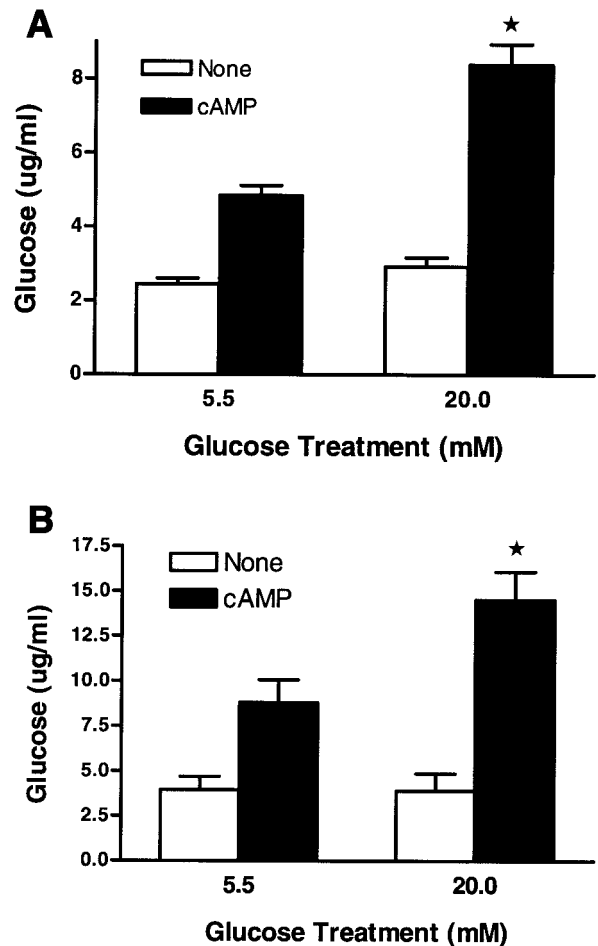 A
★
None
cAMP
8
6
4
2
0
Glucose (ug/ml)
5.5 20.0
Glucose Treatment (mM)
B
★
None
cAMP
17.5
15.0
12.5
10.0
7.5
5.0
2.5
0.0
Glucose (ug/ml)
5.5 20.0
Glucose Treatment (mM)